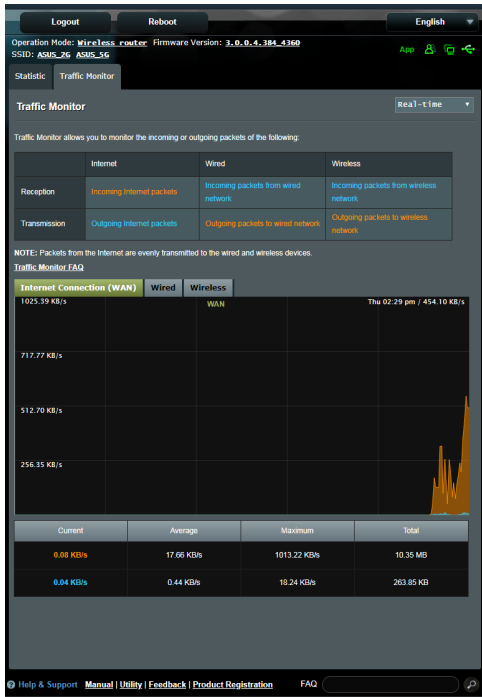 Logout Reboot English
Operation Mode: Wireless router Firmware Version: 3.0.0.4.384_4360
SSID: ASUS_2G ASUS_5G
App
Statistic Traffic Monitor
Traffic Monitor Real-time
Traffic Monitor allows you to monitor the incoming or outgoing packets of the following:
Internet Wired Wireless
Reception Incoming Internet packets Incoming packets from wired network Incoming packets from wireless network
Transmission Outgoing Internet packets Outgoing packets to wired network Outgoing packets to wireless network
NOTE: Packets from the Internet are evenly transmitted to the wired and wireless devices.
Traffic Monitor FAQ
Internet Connection (WAN) Wired Wireless
1025.39 KB/s WAN Thu 02:29 pm / 454.10 KB/s
717.77 KB/s
512.70 KB/s
256.35 KB/s
Current Average Maximum Total
0.08 KB/s 17.66 KB/s 1013.22 KB/s 10.35 MB
0.04 KB/s 0.44 KB/s 18.24 KB/s 263.85 KB
Help & Support Manual | Utility | Feedback | Product Registration FAQ